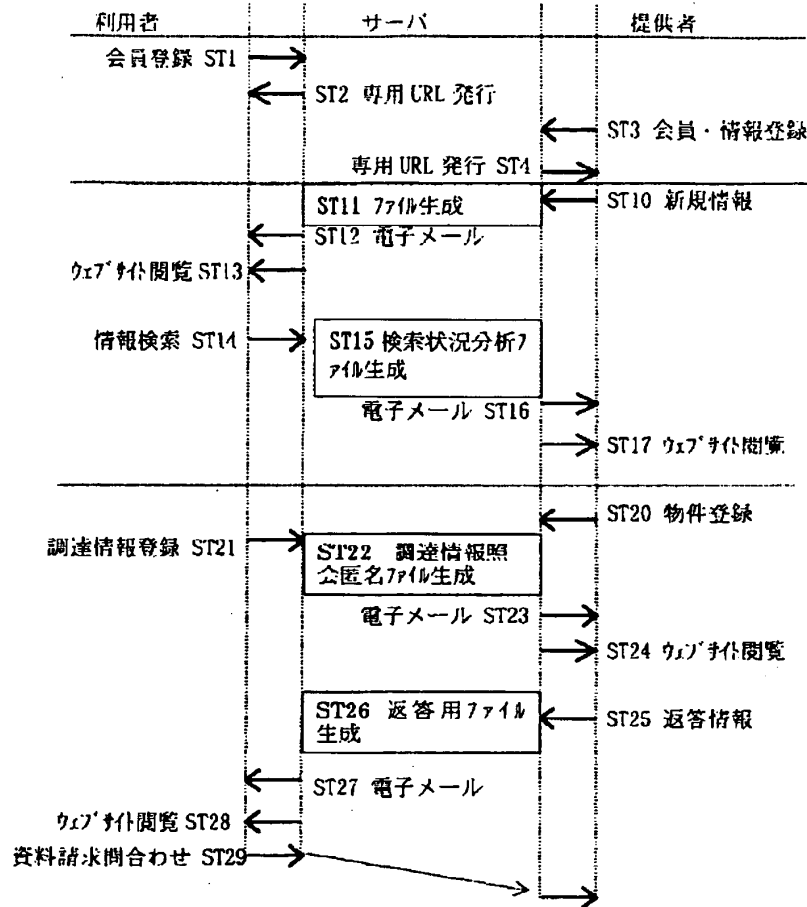 利用者 サーバ 提供者
会員登録 ST1
ST2 専用URL発行
ST3 会員・情報登録
専用URL発行 ST4
ST11 ファイル生成
ST10 新規情報
ST12 電子メール
ウェブサイト閲覧 ST13
情報検索 ST14
ST15 検索状況分析フ
ァイル生成
電子メール ST16
ST17 ウェブサイト閲覧
ST20 物件登録
調達情報登録 ST21
ST22 調達情報照
会匿名ファイル生成
電子メール ST23
ST24 ウェブサイト閲覧
ST26 返答用ファイル
生成
ST25 返答情報
ST27 電子メール
ウェブサイト閲覧 ST28
資料請求問合わせ ST29